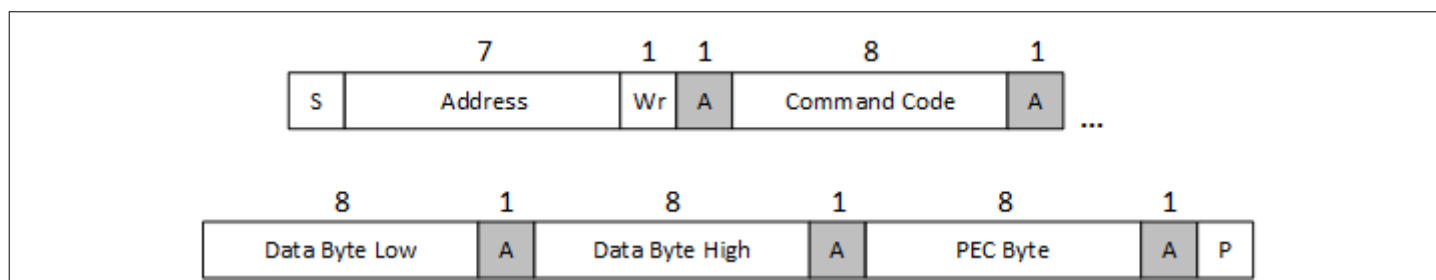 7 1 1 8 1
S Address Wr A Command Code A ...
8 1 8 1 8 1
Data Byte Low A Data Byte High A PEC Byte A P